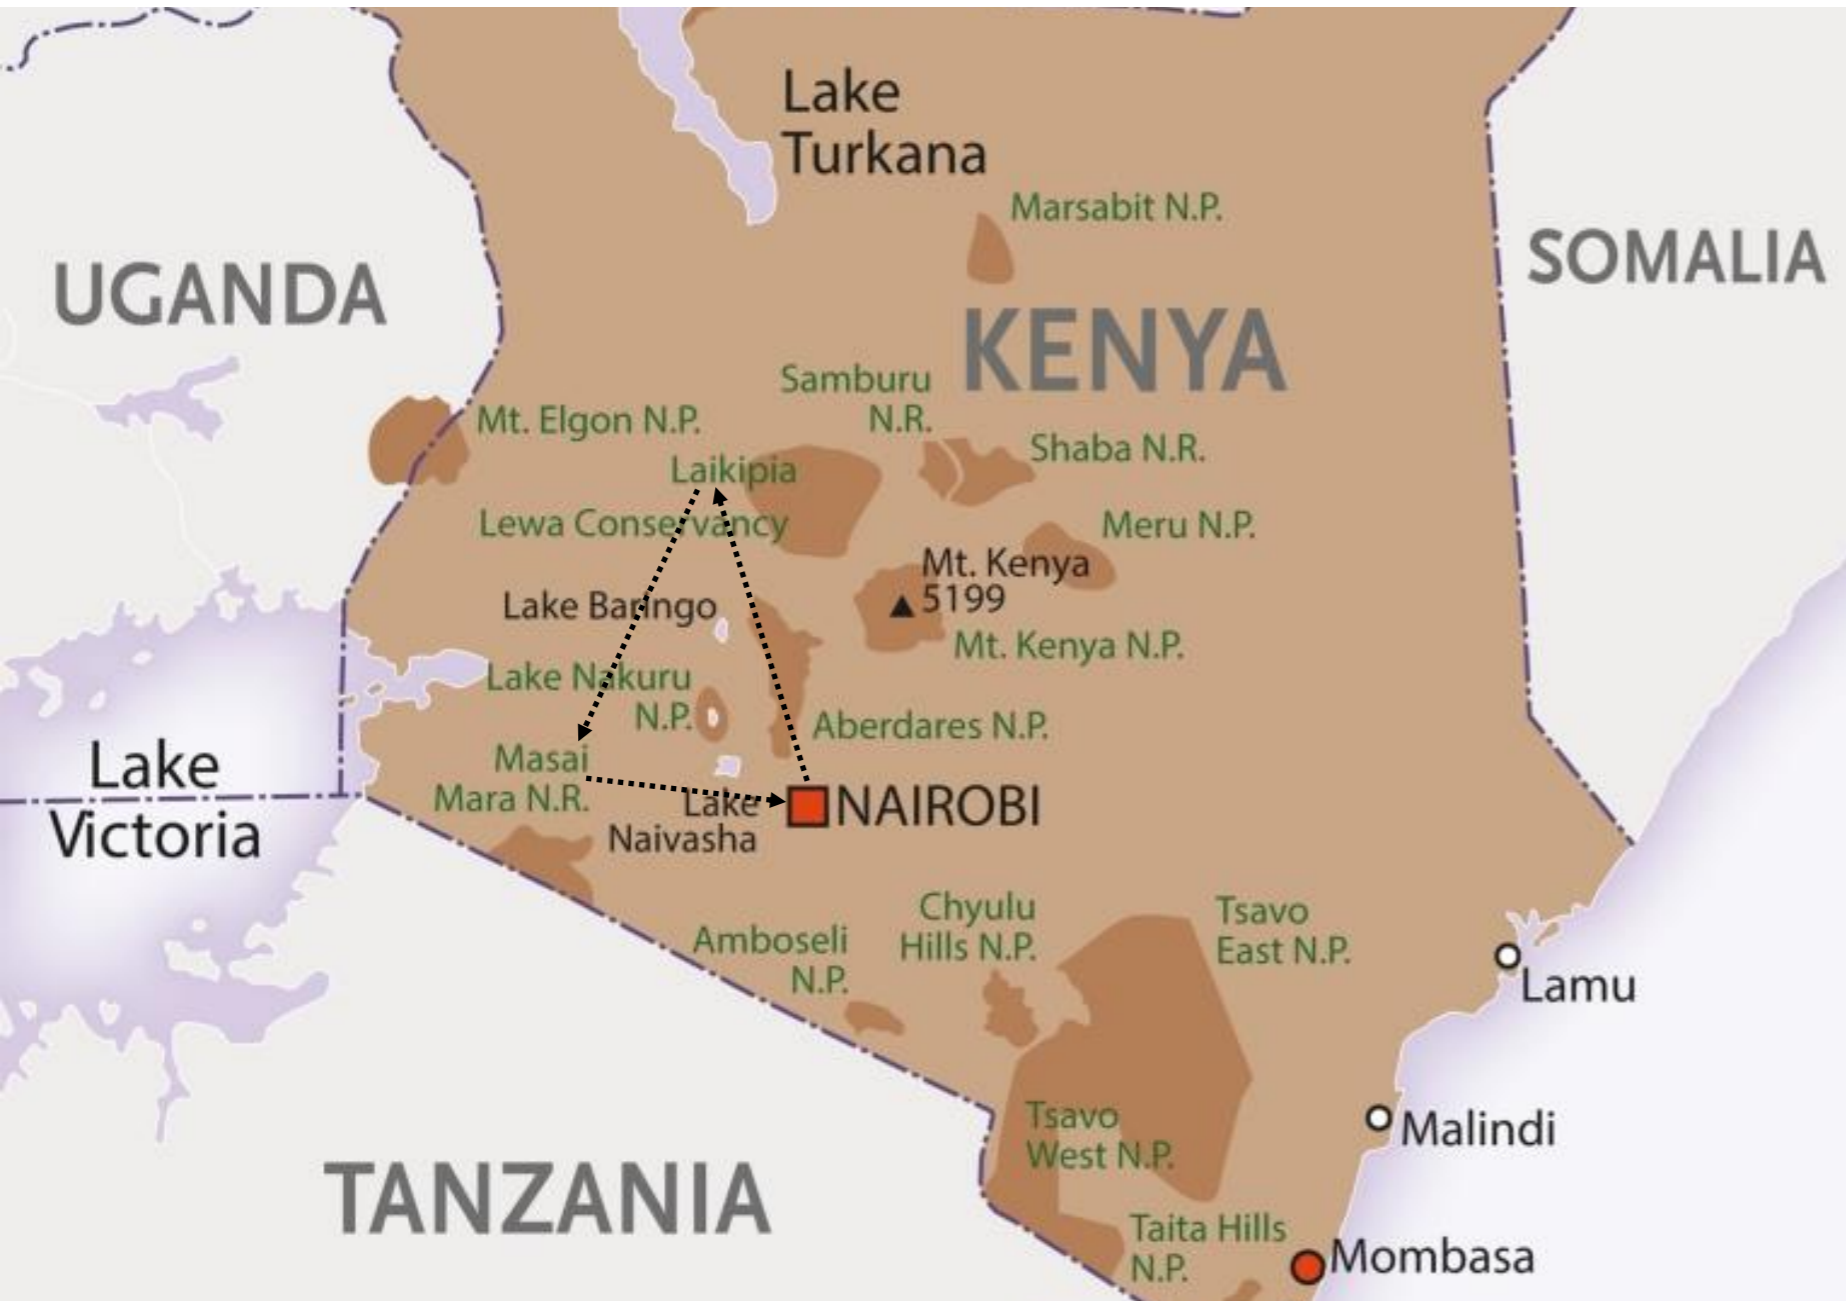 Lake
Turkana
Marsabit N.P.
SOMALIA
UGANDA
KENYA
Samburu
N.R.
Mt. Elgon N.P.
Shaba N.R.
Laikipia
Lewa Conservancy
Meru N.P.
Mt. Kenya
5199
Lake Baringo
Mt. Kenya N.P.
Lake Nakuru
N.P.
Aberdares N.P.
Masai
Mara N.R.
Lake
Victoria
Lake
Naivasha
NAIROBI
Chyulu
Hills N.P.
Tsavo
East N.P.
Amboseli
N.P.
Lamu
Tsavo
West N.P.
Malindi
TANZANIA
Taita Hills
N.P.
Mombasa